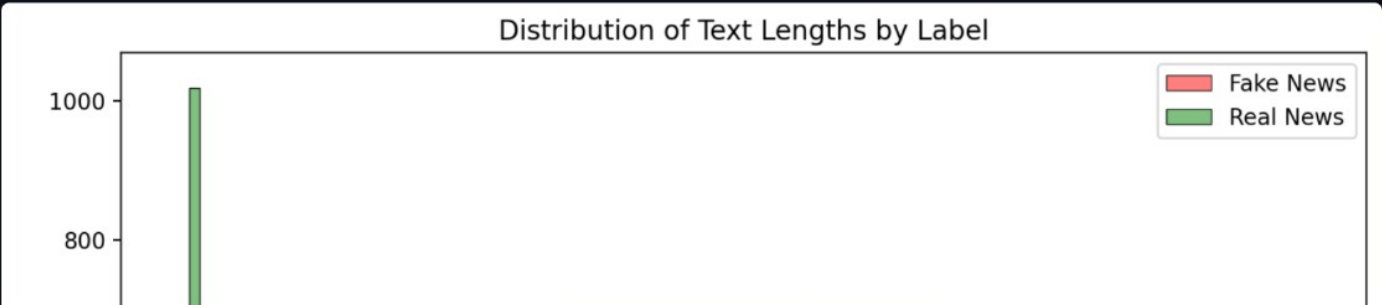 Distribution of Text Lengths by Label
Fake News
1000
Real News
800